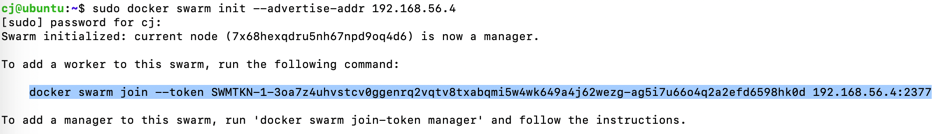 cj@ubuntu:~$ sudo docker swarm init --advertise-addr 192.168.56.4
[sudo] password for cj:
Swarm initialized: current node (7x68hexqdru5nh67npd9oq4d6) is now a manager.
To add a worker to this swarm, run the following command:
docker swarm join --token SWMTKN-1-3oa7z4uhvstcv0ggenrq2vqtv8txabqmi5w4wk649a4j62wezg-ag5i7u66o4q2a2efd6598hk0d 192.168.56.4:2377
To add a manager to this swarm, run 'docker swarm join-token manager' and follow the instructions.